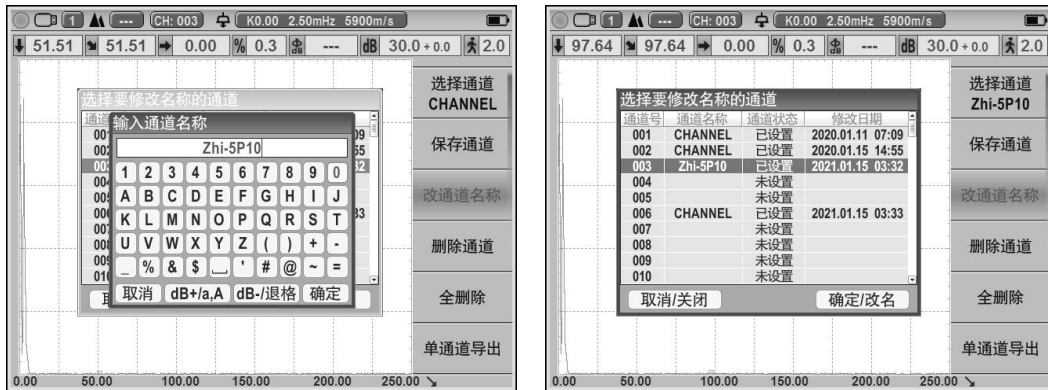 1 --- CH: 003 K0.00 2.50mHz 5900m/s
51.51 51.51 0.00 % 0.3 dB --- dB 30.0 + 0.0 2.0
选择要修改名称的通道
输入通道名称
Zhi-5P10
1 2 3 4 5 6 7 8 9 0
A B C D E F G H I J
K L M N O P Q R S T
U V W X Y Z ( ) + -
_ % & $ ' # @ ~ =
取消 dB+/a,A dB-/退格 确定
选择通道
CHANNEL
保存通道
改通道名称
删除通道
全删除
单通道导出
0.00 50.00 100.00 150.00 200.00 250.00
1 --- CH: 003 K0.00 2.50mHz 5900m/s
97.64 97.64 0.00 % 0.3 dB --- dB 30.0 + 0.0 2.0
选择要修改名称的通道
通道号 通道名称 通道状态 修改日期
001 CHANNEL 已设置 2020.01.11 07:09
002 CHANNEL 已设置 2020.01.15 14:55
003 Zhi-5P10 已设置 2021.01.15 03:32
004 未设置
005 未设置
006 CHANNEL 已设置 2021.01.15 03:33
007 未设置
008 未设置
009 未设置
010 未设置
取消/关闭 确定/改名
选择通道
Zhi-5P10
保存通道
改通道名称
删除通道
全删除
单通道导出
0.00 50.00 100.00 150.00 200.00 250.00